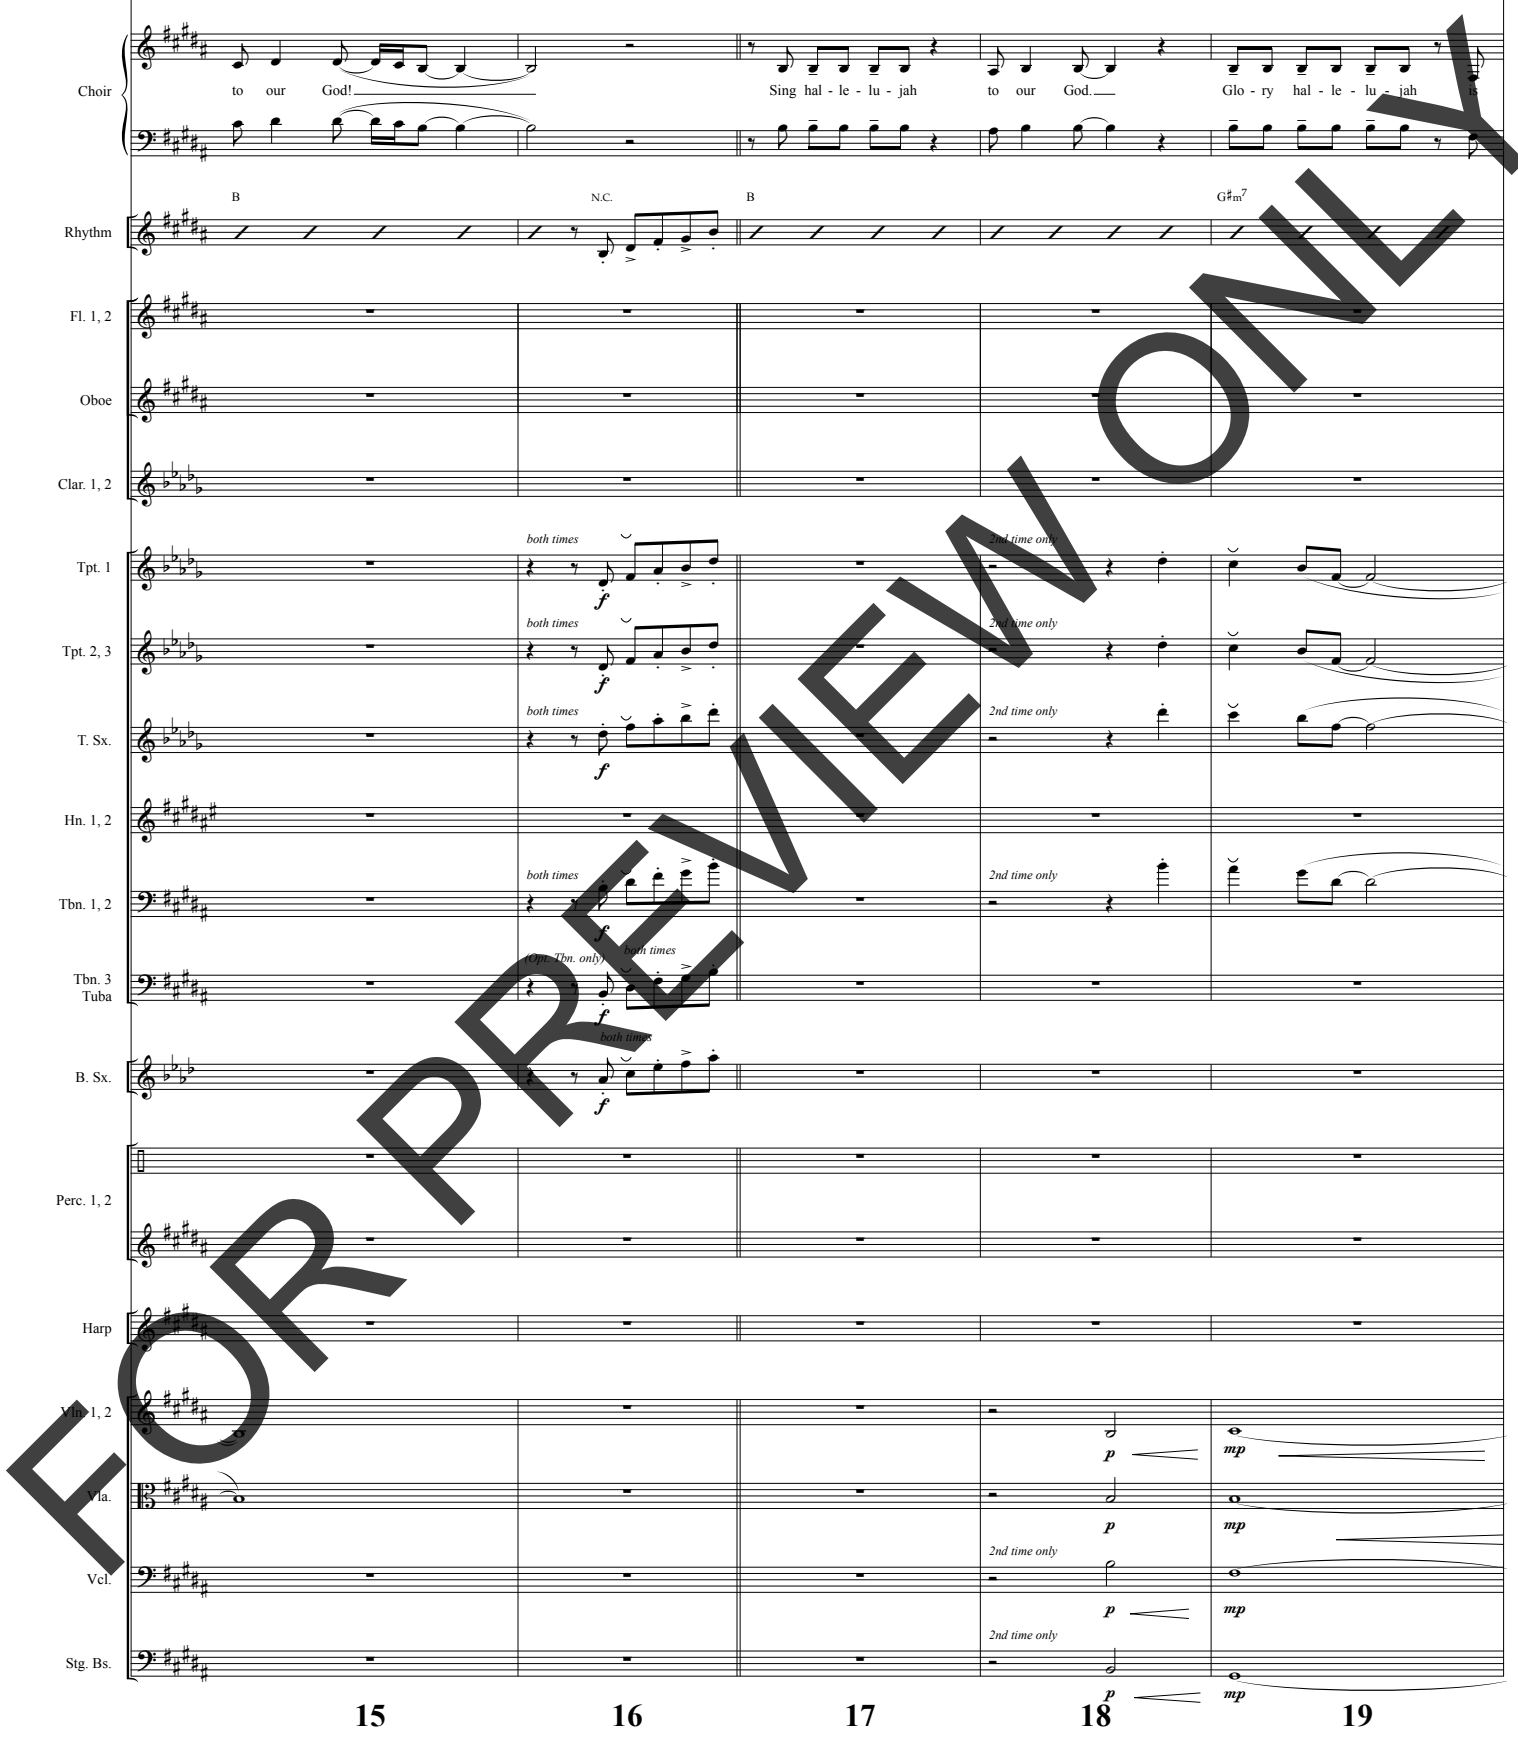 Choir
to our God!
Sing hal - le - lu - jah to our God.
Glo - ry hal - le - lu - jah is
B N.C. B G♯m7
Rhythm
Fl. 1, 2
Oboe
Clar. 1, 2
both times 2nd time only
Tpt. 1
f
both times 2nd time only
Tpt. 2, 3
f
both times 2nd time only
T. Sx.
f
Hn. 1, 2
both times 2nd time only
Tbn. 1, 2
f
(Opt. Tbn. only) both times
Tbn. 3
Tuba
f
both times
B. Sx.
f
Perc. 1, 2
Harp
Vln. 1, 2
p mp
Vla.
p mp
2nd time only
Vcl.
p mp
2nd time only
Stg. Bs.
p mp
15 16 17 18 19
FOR PREVIEW ONLY